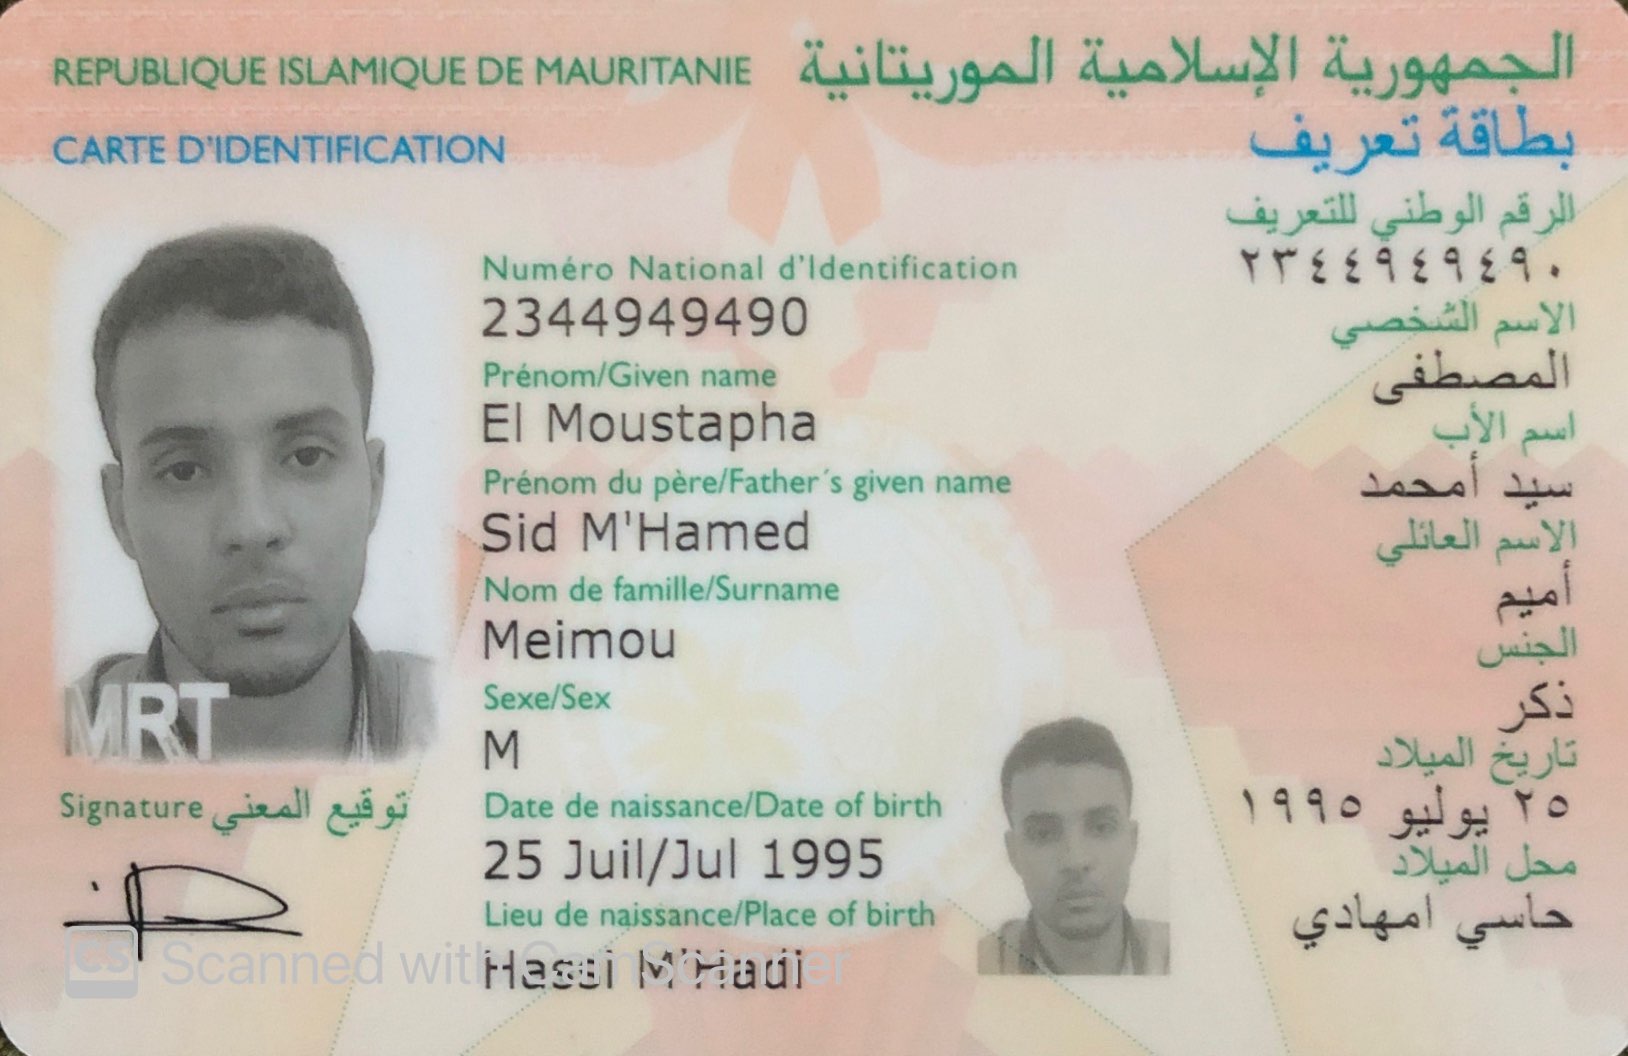 REPUBLIQUE ISLAMIQUE DE MAURITANIE الجمهورية الإسلامية الموريتانية
CARTE D'IDENTIFICATION بطاقة تعريف
الرقم الوطني للتعريف
Numéro National d'Identification ٢٣٤٤٩٤٩٤٩٠
2344949490 الاسم الشخصي
Prénom/Given name المصطفى
El Moustapha اسم الأب
Prénom du père/Father´s given name سيد أمحمد
Sid M'Hamed الاسم العائلي
Nom de famille/Surname أميم
Meimou الجنس
Sexe/Sex ذكر
M تاريخ الميلاد
MRT
Signature توقيع المعني
Date de naissance/Date of birth ٢٥ يوليو ١٩٩٥
25 Juil/Jul 1995 محل الميلاد
Lieu de naissance/Place of birth حاسي امهادي
Hassi M'Hadi
CS Scanned with CamScanner